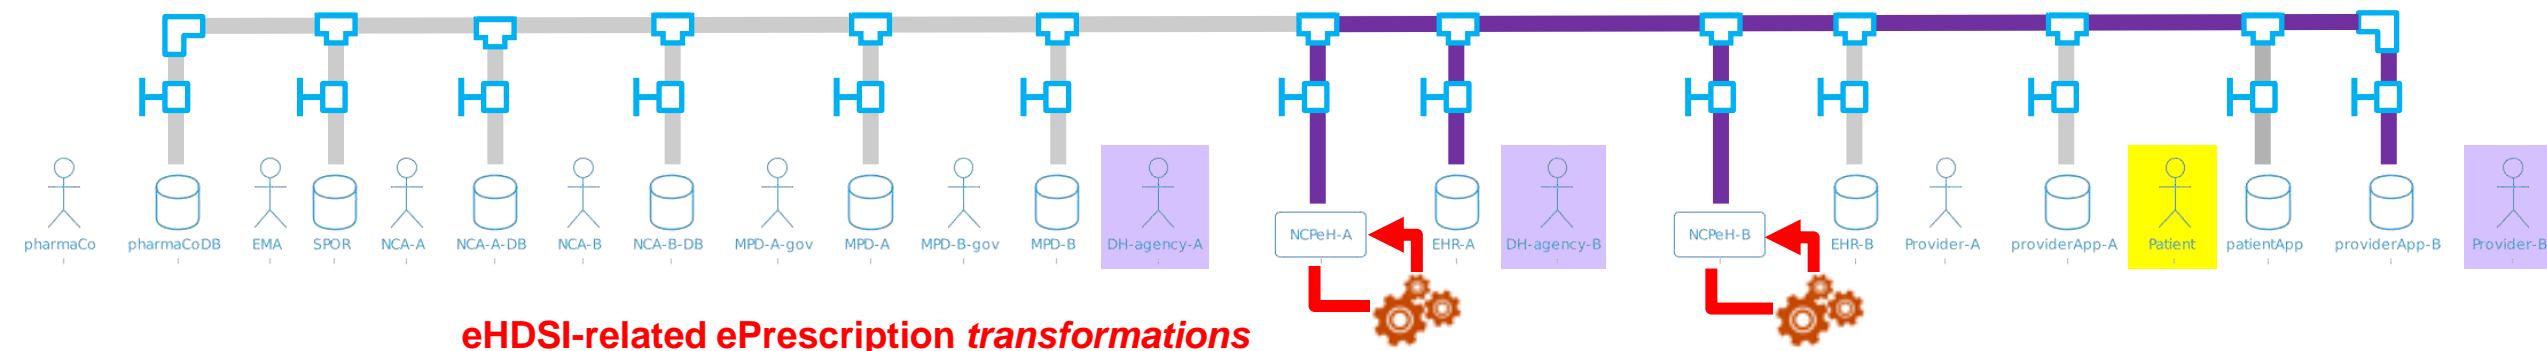 pharmaCo pharmaCoDB EMA SPOR NCA-A NCA-A-DB NCA-B NCA-B-DB MPD-A-gov MPD-A MPD-B-gov MPD-B DH-agency-A NCPeH-A EHR-A DH-agency-B NCPeH-B EHR-B Provider-A providerApp-A Patient patientApp providerApp-B Provider-B
eHDSI-related ePrescription transformations